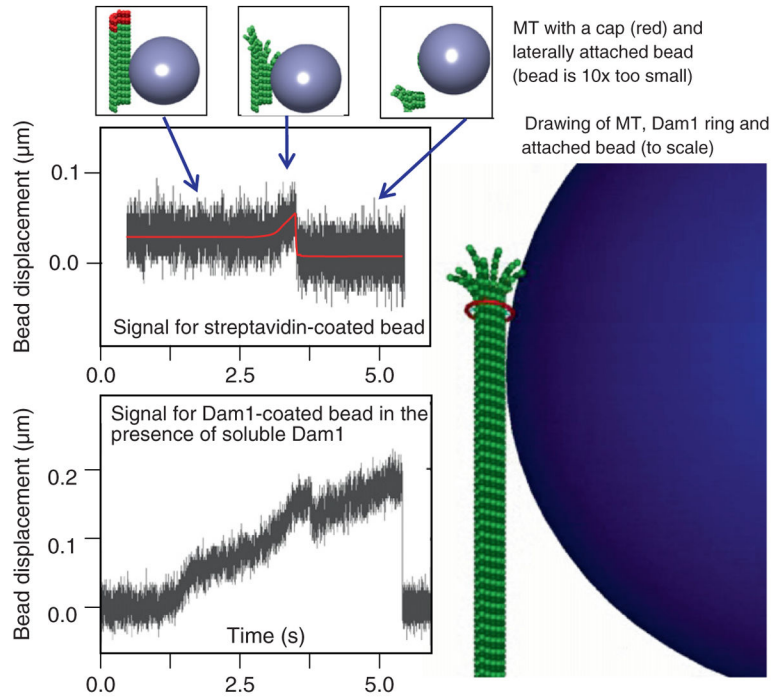 MT with a cap (red) and
laterally attached bead
(bead is 10x too small)
Drawing of MT, Dam1 ring and
attached bead (to scale)
Bead displacement (µm)
0.1
0.0
Signal for streptavidin-coated bead
0.0
2.5
5.0
Bead displacement (µm)
Signal for Dam1-coated bead in the
presence of soluble Dam1
0.2
0.1
0.0
Time (s)
0.0
2.5
5.0